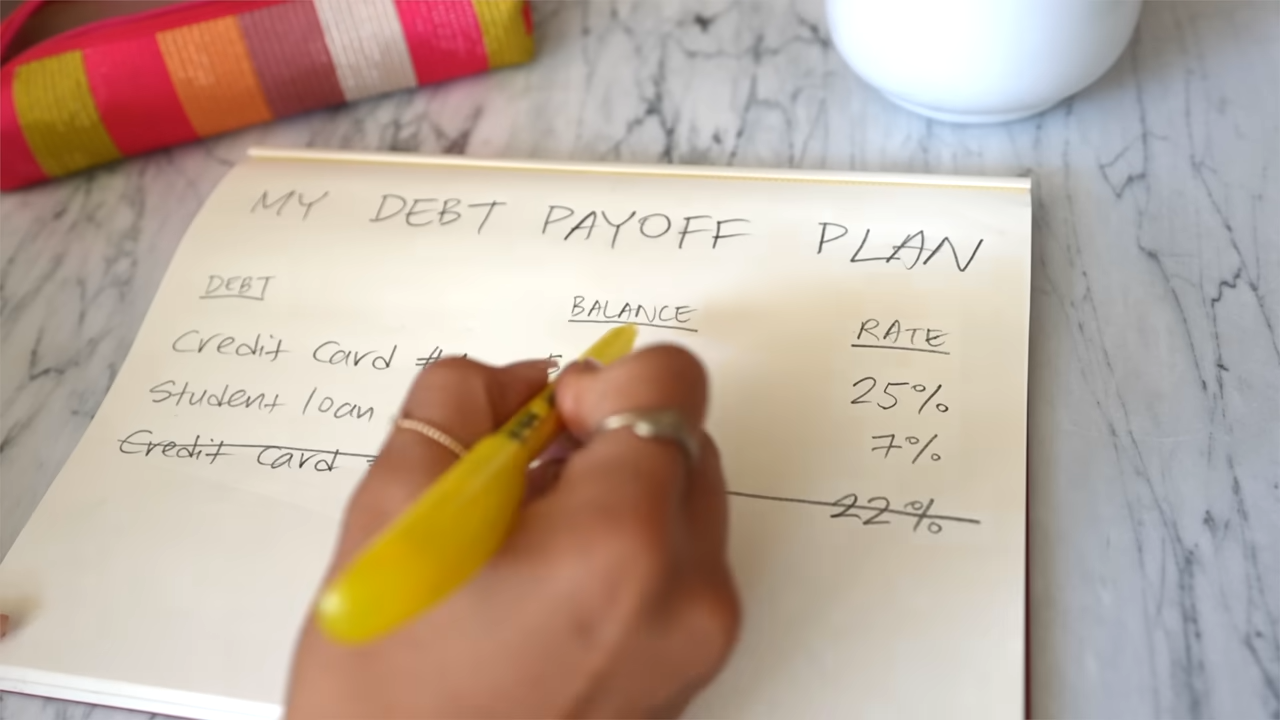 MY DEBT PAYOFF PLAN
DEBT BALANCE RATE
Credit Card # 25%
Student loan 7%
Credit Card 22%